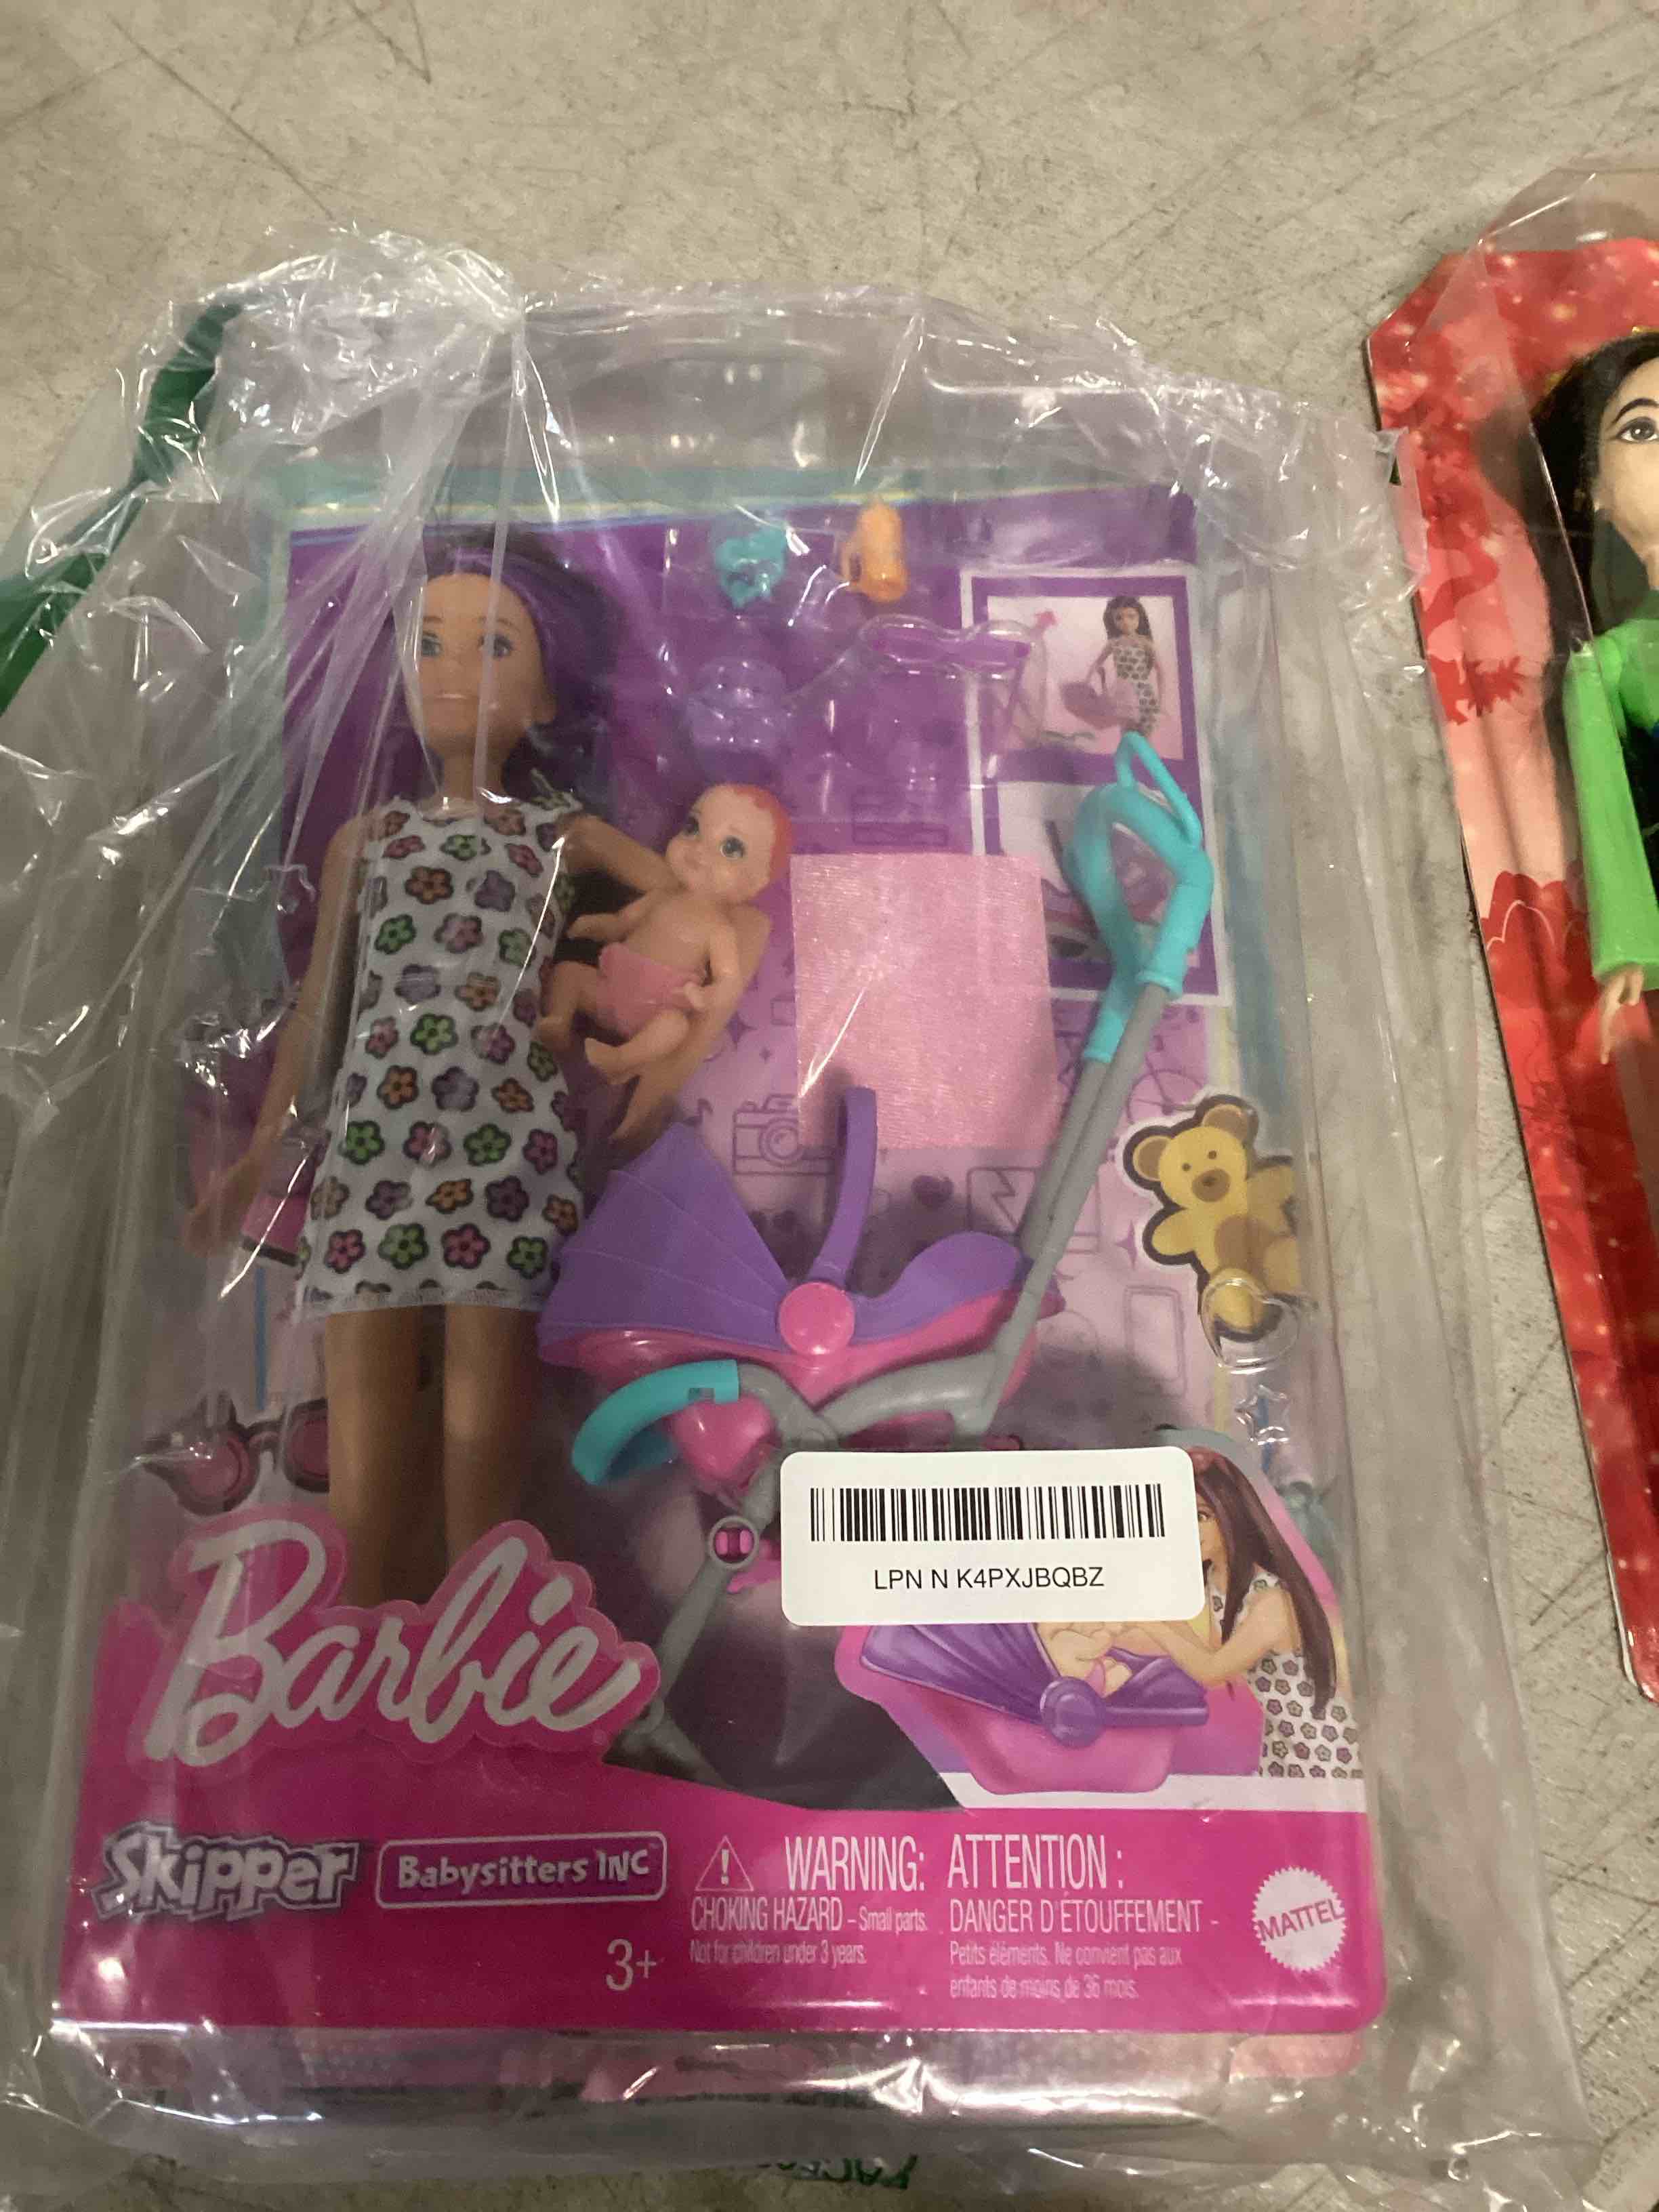 LPN N K4PXJBQBZ
Barbie
Skipper
Babysitters INC™
WARNING:
CHOKING HAZARD – Small parts.
Not for children under 3 years.
ATTENTION :
DANGER D'ÉTOUFFEMENT -
Petits éléments. Ne convient pas aux
enfants de moins de 36 mois.
MATTEL
3+